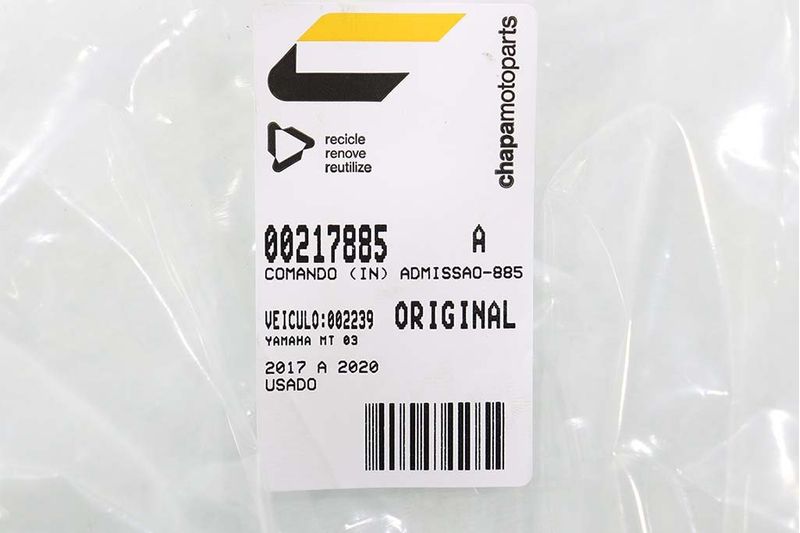 chapamotoparts
recicle
renove
reutilize
00217885 A
COMANDO (IN) ADMISSAO-885
VEICULO:002239 ORIGINAL
YAMAHA MT 03
2017 A 2020
USADO